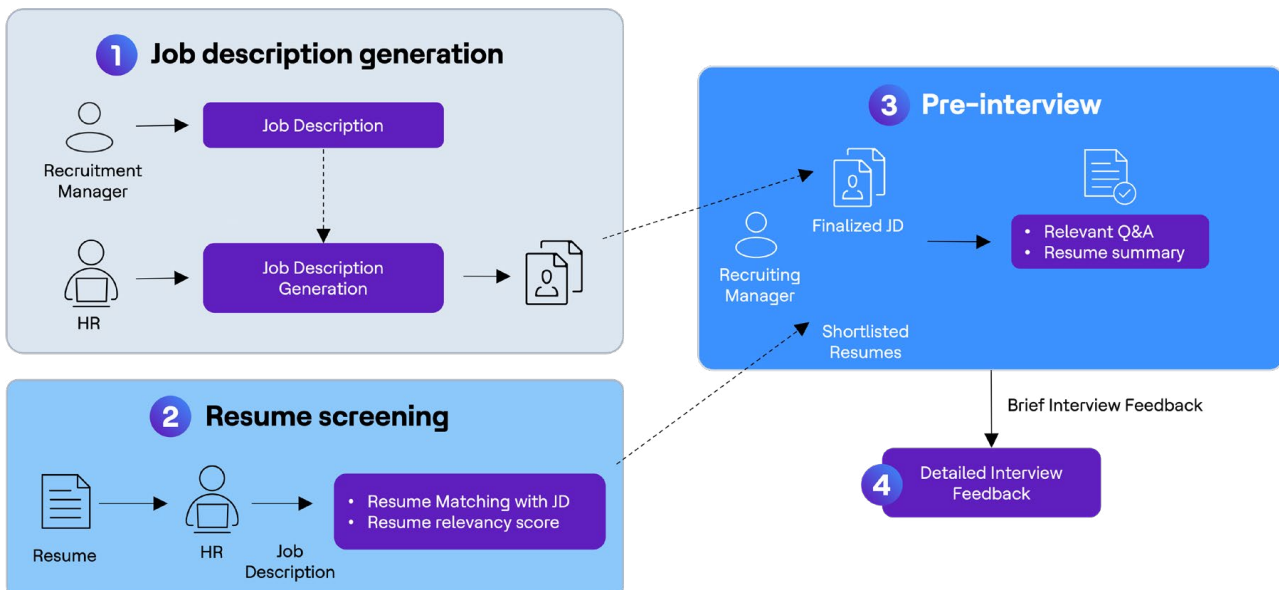 1 Job description generation
Job Description
Recruitment
Manager
Job Description
Generation
HR
2 Resume screening
• Resume Matching with JD
• Resume relevancy score
Resume
HR
Job
Description
3 Pre-interview
Finalized JD
• Relevant Q&A
• Resume summary
Recruiting
Manager
Shortlisted
Resumes
Brief Interview Feedback
4
Detailed Interview
Feedback